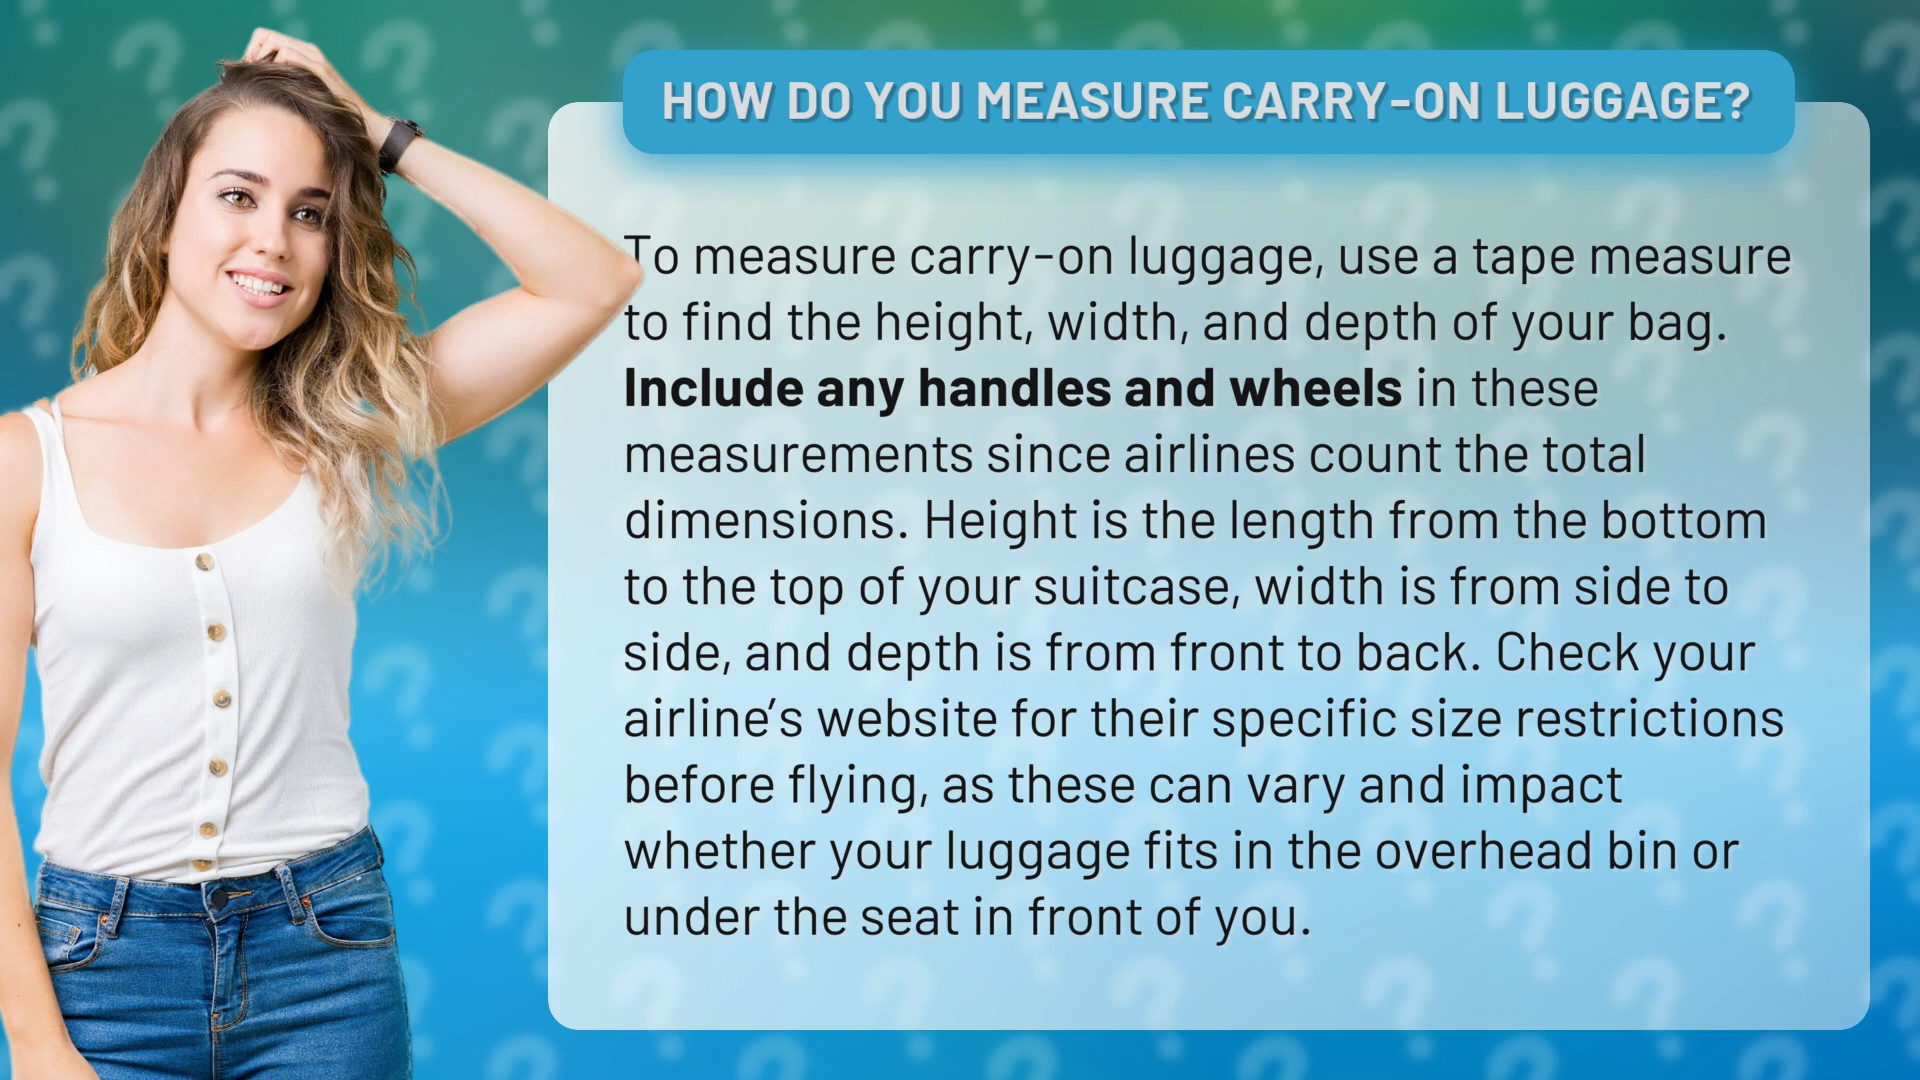 HOW DO YOU MEASURE CARRY-ON LUGGAGE?
To measure carry-on luggage, use a tape measure
to find the height, width, and depth of your bag.
Include any handles and wheels in these
measurements since airlines count the total
dimensions. Height is the length from the bottom
to the top of your suitcase, width is from side to
side, and depth is from front to back. Check your
airline’s website for their specific size restrictions
before flying, as these can vary and impact
whether your luggage fits in the overhead bin or
under the seat in front of you.